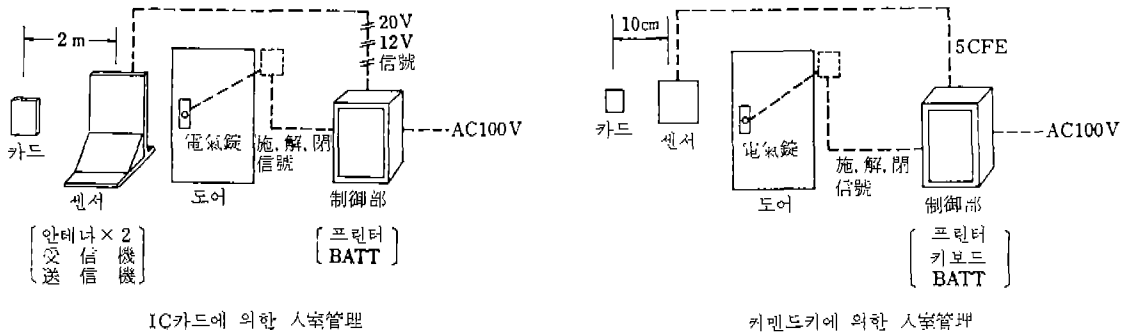 2 m
20V
12V
信號
카드
센서
電氣錠
施, 解, 閉
信號
도어
制御部
AC100V
안테나×2
受信機
送信機
프린터
BATT
IC카드에 의한 入室管理
10cm
5CFE
카드
센서
電氣錠
施, 解, 閉
信號
도어
制御部
AC100V
프린터
키보드
BATT
커맨드키에 의한 入室管理